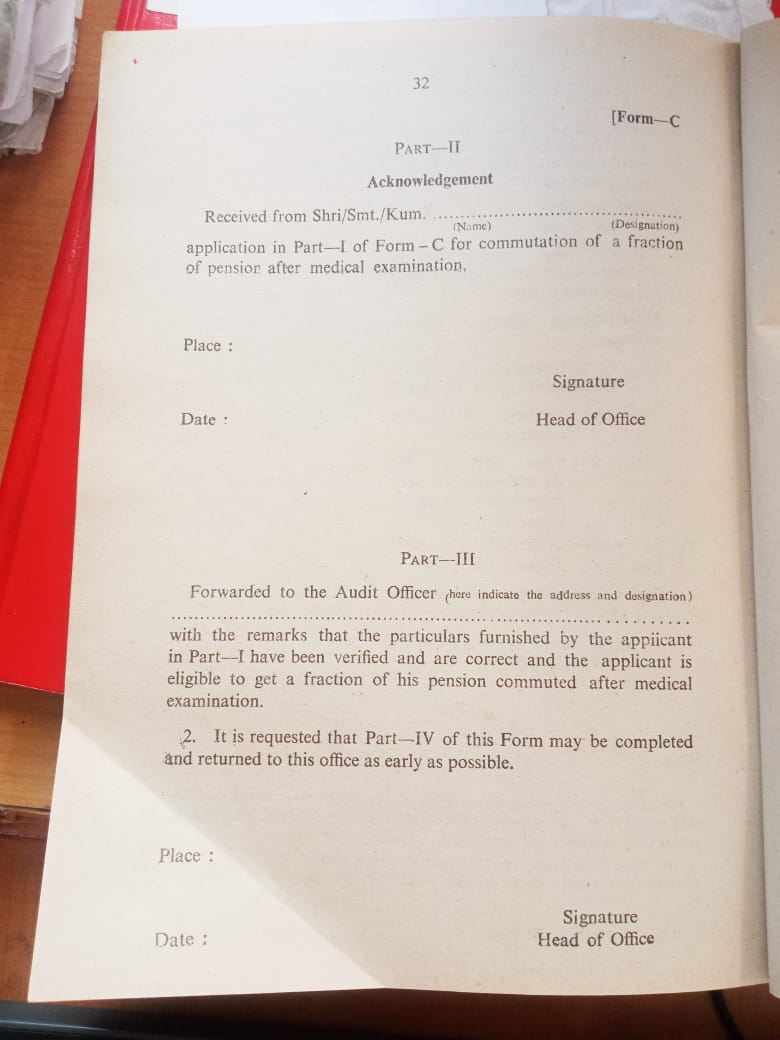 32
[Form—C
PART—II
Acknowledgement
Received from Shri/Smt./Kum. ............................................................
(Name) (Designation)
application in Part—I of Form – C for commutation of a fraction
of pension after medical examination.
Place :
Signature
Date :
Head of Office
PART—III
Forwarded to the Audit Officer (here indicate the address and designation)
............................................................................................................
with the remarks that the particulars furnished by the appiicant
in Part—I have been verified and are correct and the applicant is
eligible to get a fraction of his pension commuted after medical
examination.
2. It is requested that Part—IV of this Form may be completed
and returned to this office as early as possible.
Place :
Signature
Date :
Head of Office